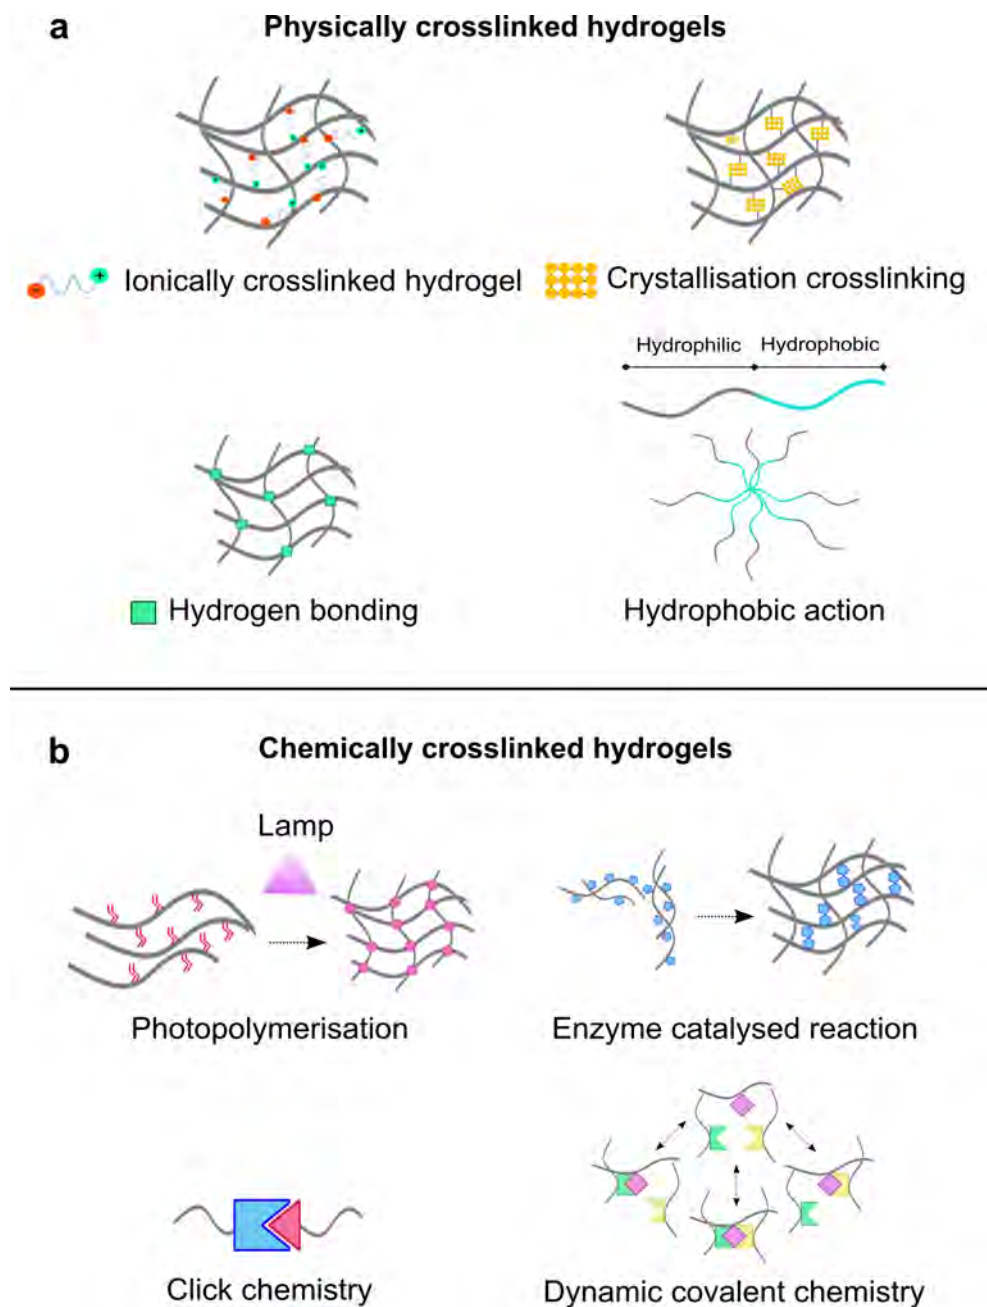 a
Physically crosslinked hydrogels
- + Ionically crosslinked hydrogel
Crystallisation crosslinking
Hydrophilic Hydrophobic
Hydrogen bonding
Hydrophobic action
b
Chemically crosslinked hydrogels
Lamp
Photopolymerisation
Enzyme catalysed reaction
Click chemistry
Dynamic covalent chemistry